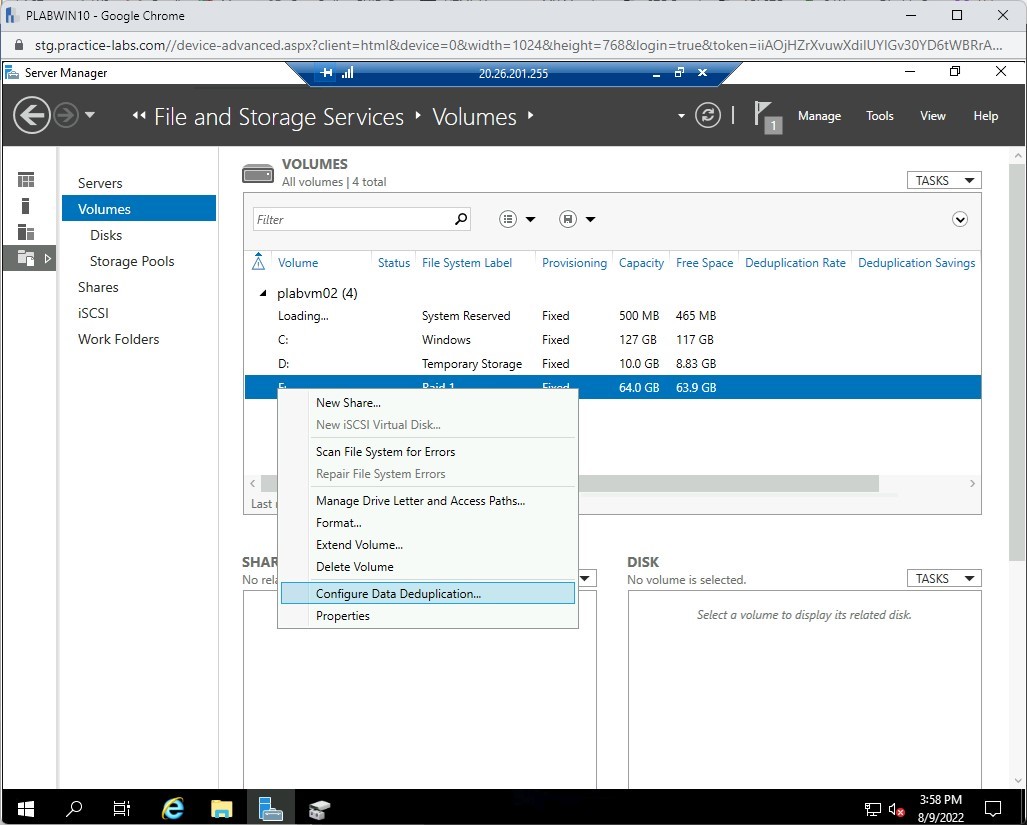 PLABWIN10 - Google Chrome
stg.practice-labs.com//device-advanced.aspx?client=html&device=0&width=1024&height=768&login=true&token=iiAOjHZrXvuwXdilUYIGv30YD6tWBRrA...
Server Manager
20.26.201.255
File and Storage Services
Volumes
1
Manage
Tools
View
Help
Servers
Volumes
Disks
Storage Pools
Shares
iSCSI
Work Folders
VOLUMES
All volumes | 4 total
TASKS
Filter
Volume Status File System Label Provisioning Capacity Free Space Deduplication Rate Deduplication Savings
plabvm02 (4)
Loading... System Reserved Fixed 500 MB 465 MB
C: Windows Fixed 127 GB 117 GB
D: Temporary Storage Fixed 10.0 GB 8.83 GB
Raid 1 Fixed 64.0 GB 63.9 GB
New Share...
New iSCSI Virtual Disk...
Scan File System for Errors
Repair File System Errors
Manage Drive Letter and Access Paths...
Format...
Extend Volume...
Delete Volume
Configure Data Deduplication...
Properties
Last
SHAR
No rel
DISK
No volume is selected.
TASKS
Select a volume to display its related disk.
3:58 PM
8/9/2022